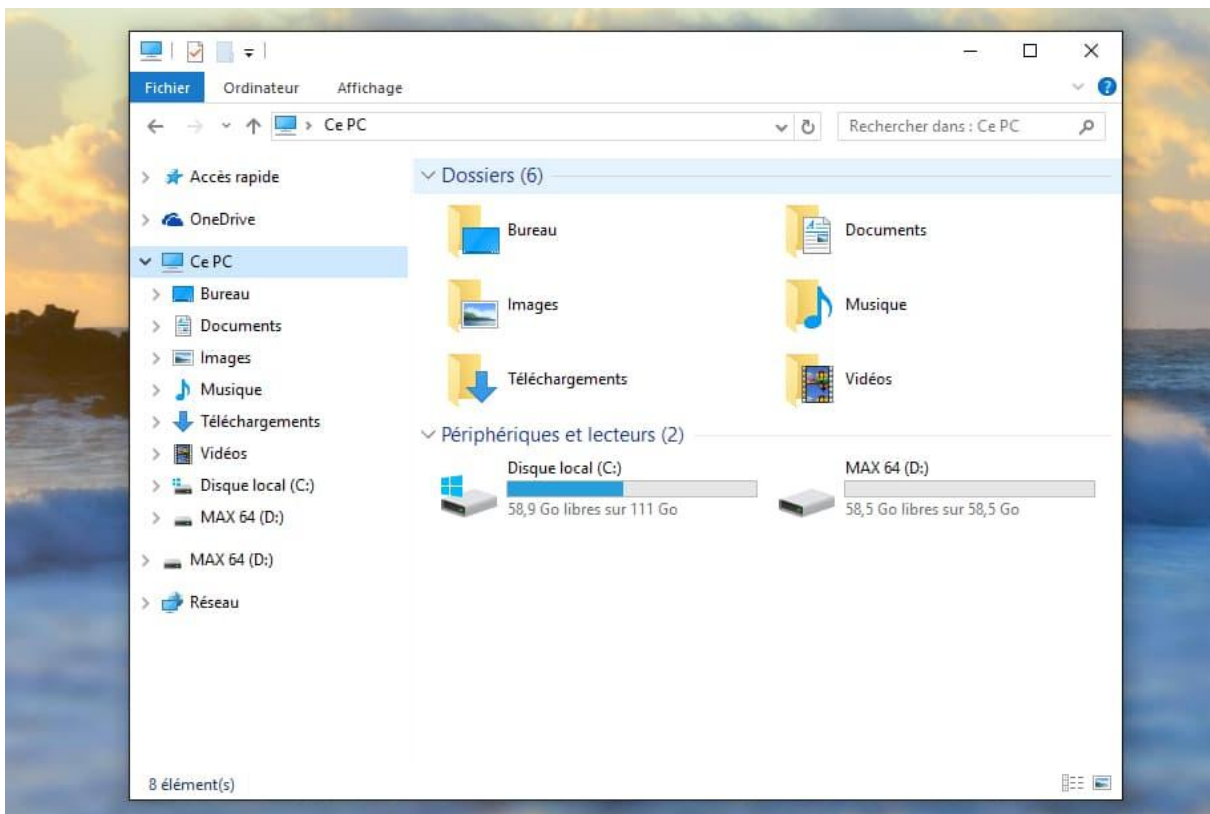 Fichier Ordinateur Affichage
Ce PC
Rechercher dans : Ce PC
Accès rapide
OneDrive
Ce PC
Bureau
Documents
Images
Musique
Téléchargements
Vidéos
Disque local (C:)
MAX 64 (D:)
MAX 64 (D:)
Réseau
Dossiers (6)
Bureau
Documents
Images
Musique
Téléchargements
Vidéos
Périphériques et lecteurs (2)
Disque local (C:)
58,9 Go libres sur 111 Go
MAX 64 (D:)
58,5 Go libres sur 58,5 Go
8 élément(s)